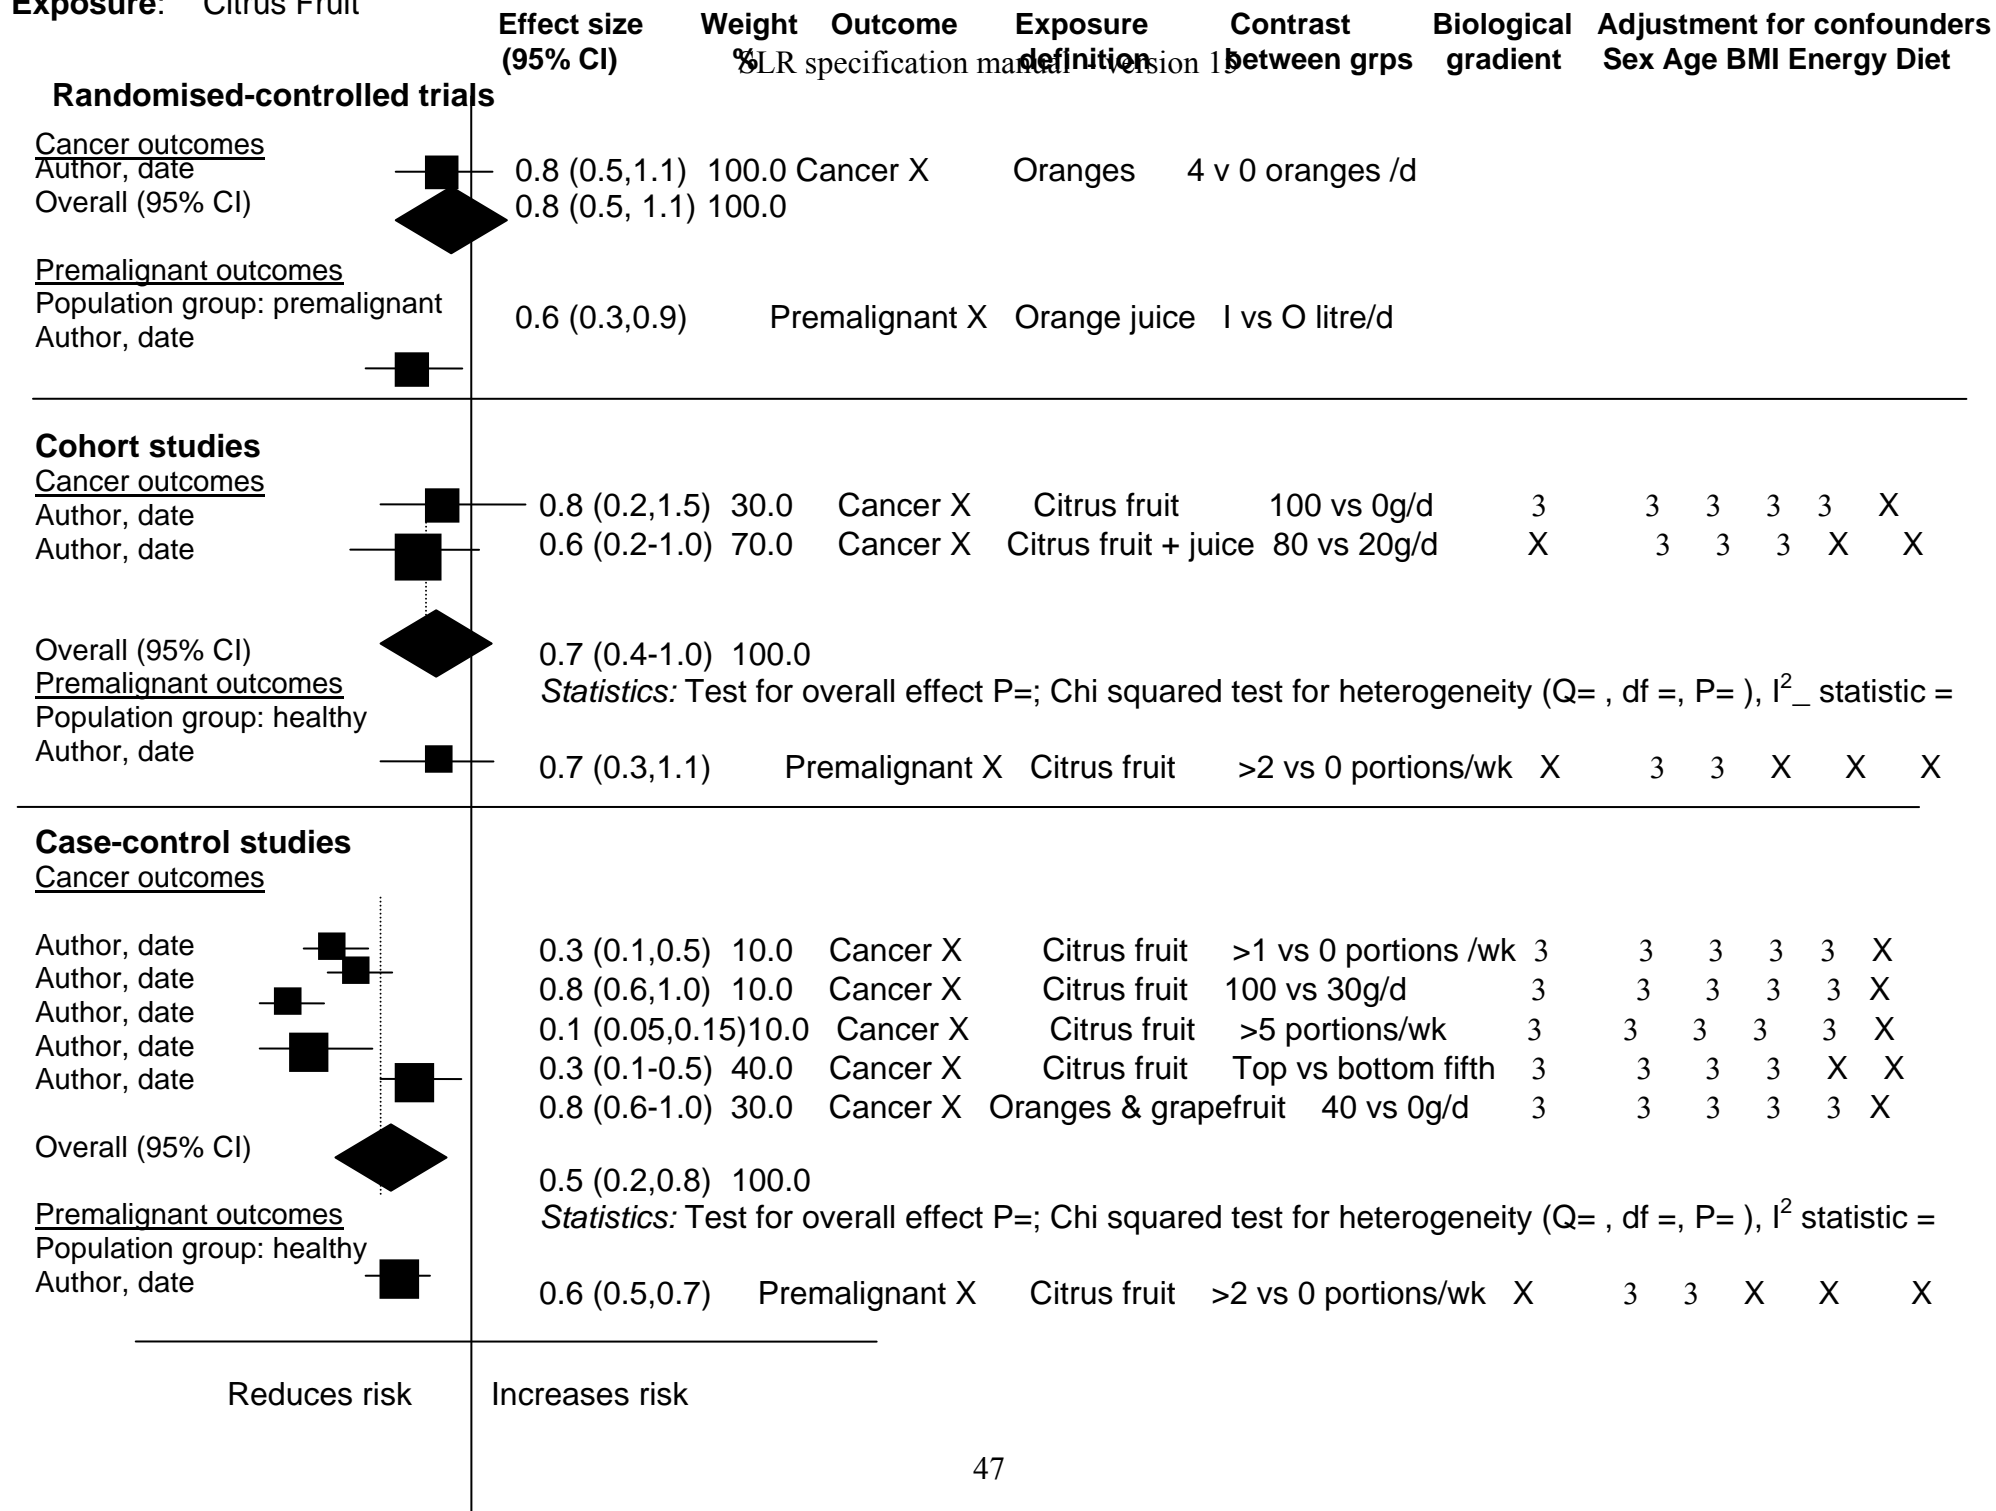 Exposure: Citrus Fruit
Effect size Weight Outcome Exposure Contrast Biological Adjustment for confounders
(95% CI) % definition between grps gradient Sex Age BMI Energy Diet
SLR specification manual - version 15
Randomised-controlled trials
Cancer outcomes
Author, date 0.8 (0.5,1.1) 100.0 Cancer X Oranges 4 v 0 oranges /d
Overall (95% CI) 0.8 (0.5, 1.1) 100.0
Premalignant outcomes
Population group: premalignant
0.6 (0.3,0.9) Premalignant X Orange juice I vs O litre/d
Author, date
Cohort studies
Cancer outcomes
Author, date 0.8 (0.2,1.5) 30.0 Cancer X Citrus fruit 100 vs 0g/d 3 3 3 3 3 X
Author, date 0.6 (0.2-1.0) 70.0 Cancer X Citrus fruit + juice 80 vs 20g/d X 3 3 3 X X
Overall (95% CI) 0.7 (0.4-1.0) 100.0
Premalignant outcomes
Statistics: Test for overall effect P=; Chi squared test for heterogeneity (Q= , df =, P= ), I2_ statistic =
Population group: healthy
Author, date 0.7 (0.3,1.1) Premalignant X Citrus fruit >2 vs 0 portions/wk X 3 3 X X X
Case-control studies
Cancer outcomes
Author, date 0.3 (0.1,0.5) 10.0 Cancer X Citrus fruit >1 vs 0 portions /wk 3 3 3 3 3 X
Author, date 0.8 (0.6,1.0) 10.0 Cancer X Citrus fruit 100 vs 30g/d 3 3 3 3 3 X
Author, date 0.1 (0.05,0.15)10.0 Cancer X Citrus fruit >5 portions/wk 3 3 3 3 3 X
Author, date 0.3 (0.1-0.5) 40.0 Cancer X Citrus fruit Top vs bottom fifth 3 3 3 3 X X
Author, date 0.8 (0.6-1.0) 30.0 Cancer X Oranges & grapefruit 40 vs 0g/d 3 3 3 3 3 X
Overall (95% CI)
0.5 (0.2,0.8) 100.0
Premalignant outcomes
Statistics: Test for overall effect P=; Chi squared test for heterogeneity (Q= , df =, P= ), I2 statistic =
Population group: healthy
Author, date 0.6 (0.5,0.7) Premalignant X Citrus fruit >2 vs 0 portions/wk X 3 3 X X X
Reduces risk Increases risk
47